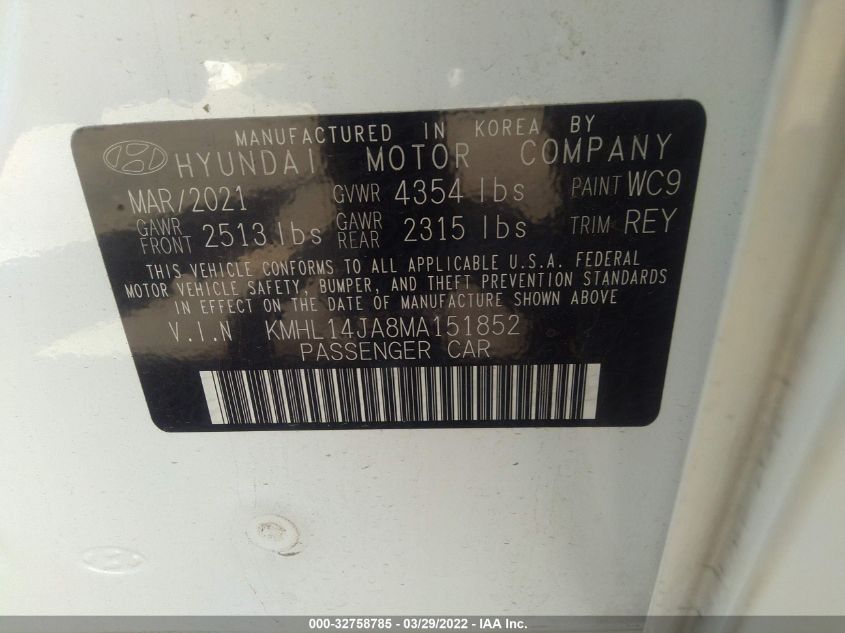 MANUFACTURED IN KOREA BY
HYUNDAI MOTOR COMPANY
MAR/2021 GVWR 4354 lbs PAINT WC9
GAWR FRONT 2513 lbs GAWR REAR 2315 lbs TRIM REY
THIS VEHICLE CONFORMS TO ALL APPLICABLE U.S.A. FEDERAL
MOTOR VEHICLE SAFETY, BUMPER, AND THEFT PREVENTION STANDARDS
IN EFFECT ON THE DATE OF MANUFACTURE SHOWN ABOVE
V.I.N KMHL14JA8MA151852
PASSENGER CAR
000-32758785 - 03/29/2022 - IAA Inc.